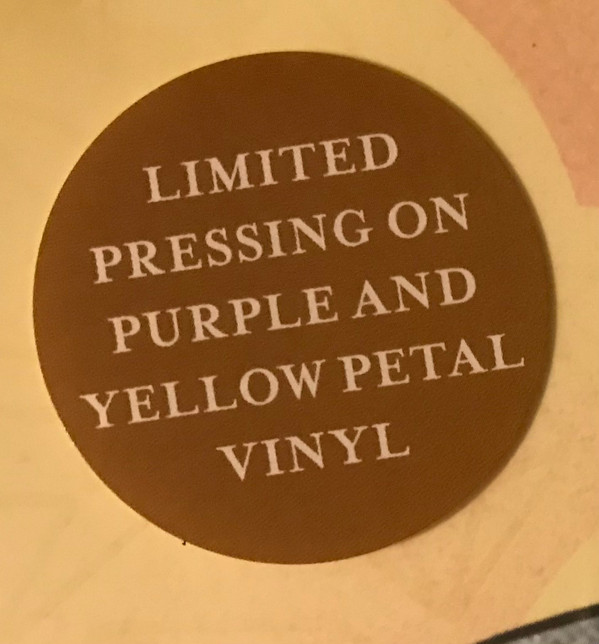 LIMITED
PRESSING ON
PURPLE AND
YELLOW PETAL
VINYL